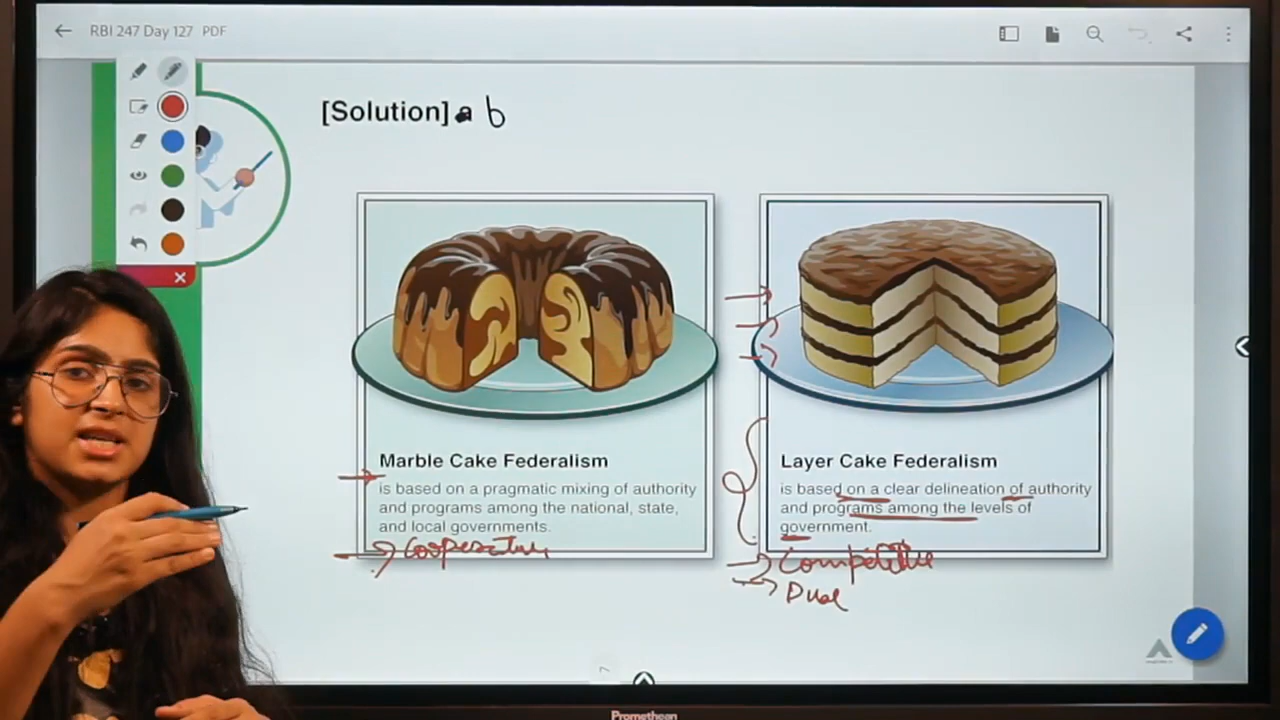 RBI 247 Day 127 PDF
[Solution] a b
Marble Cake Federalism
is based on a pragmatic mixing of authority
and programs among the national, state,
and local governments.
Cooperative
Layer Cake Federalism
is based on a clear delineation of authority
and programs among the levels of
government.
Competitive
Dual
Promethean